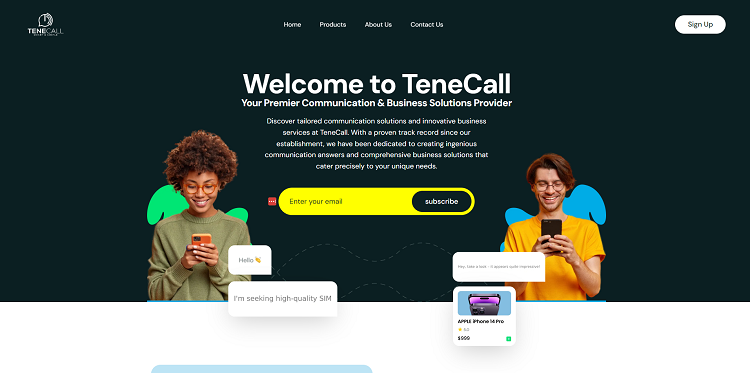 TENECALL
Home
Products
About Us
Contact Us
Sign Up
Welcome to TeneCall
Your Premier Communication & Business Solutions Provider
Discover tailored communication solutions and innovative business
services at TeneCall. With a proven track record since our
establishment, we have been dedicated to creating ingenious
communication answers and comprehensive business solutions that
cater precisely to your unique needs.
Enter your email
subscribe
Hello 👋
I'm seeking high-quality SIM
Hey, take a look - it appears quite impressive!
APPLE iPhone 14 Pro
$999